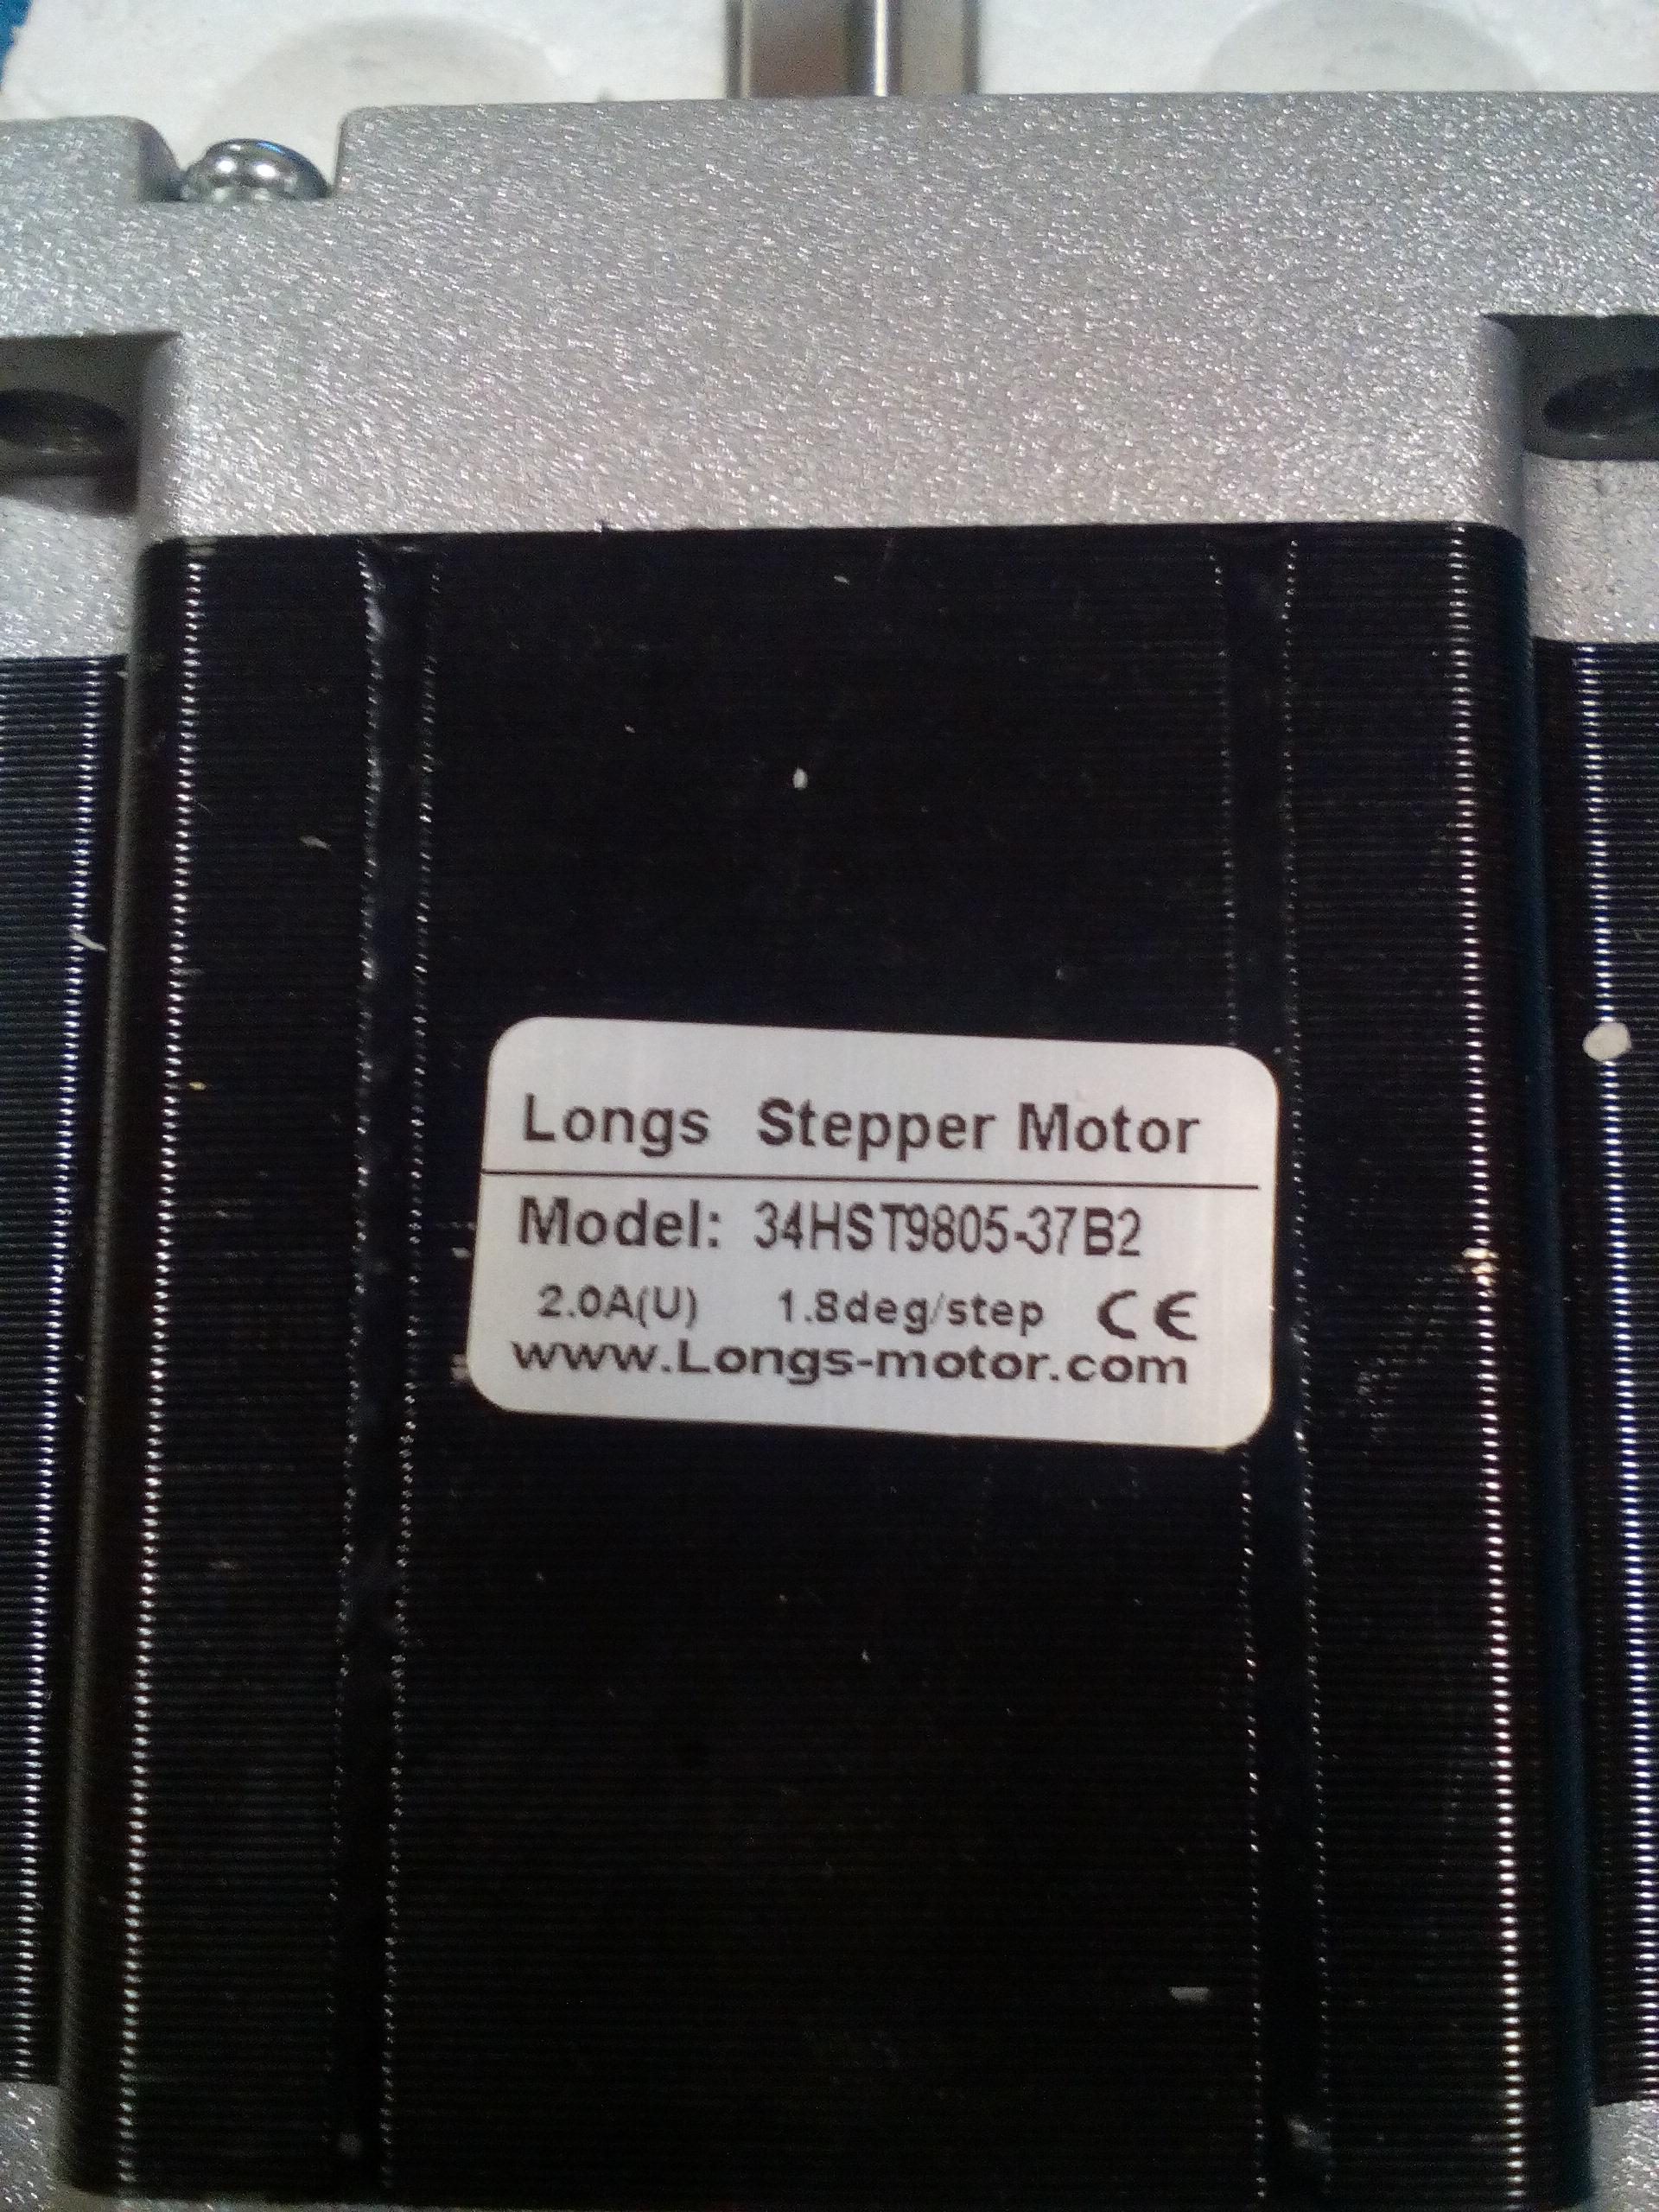 Longs Stepper Motor
Model: 34HST9805-37B2
2.0A(U) 1.8deg/step CE
www.Longs-motor.com